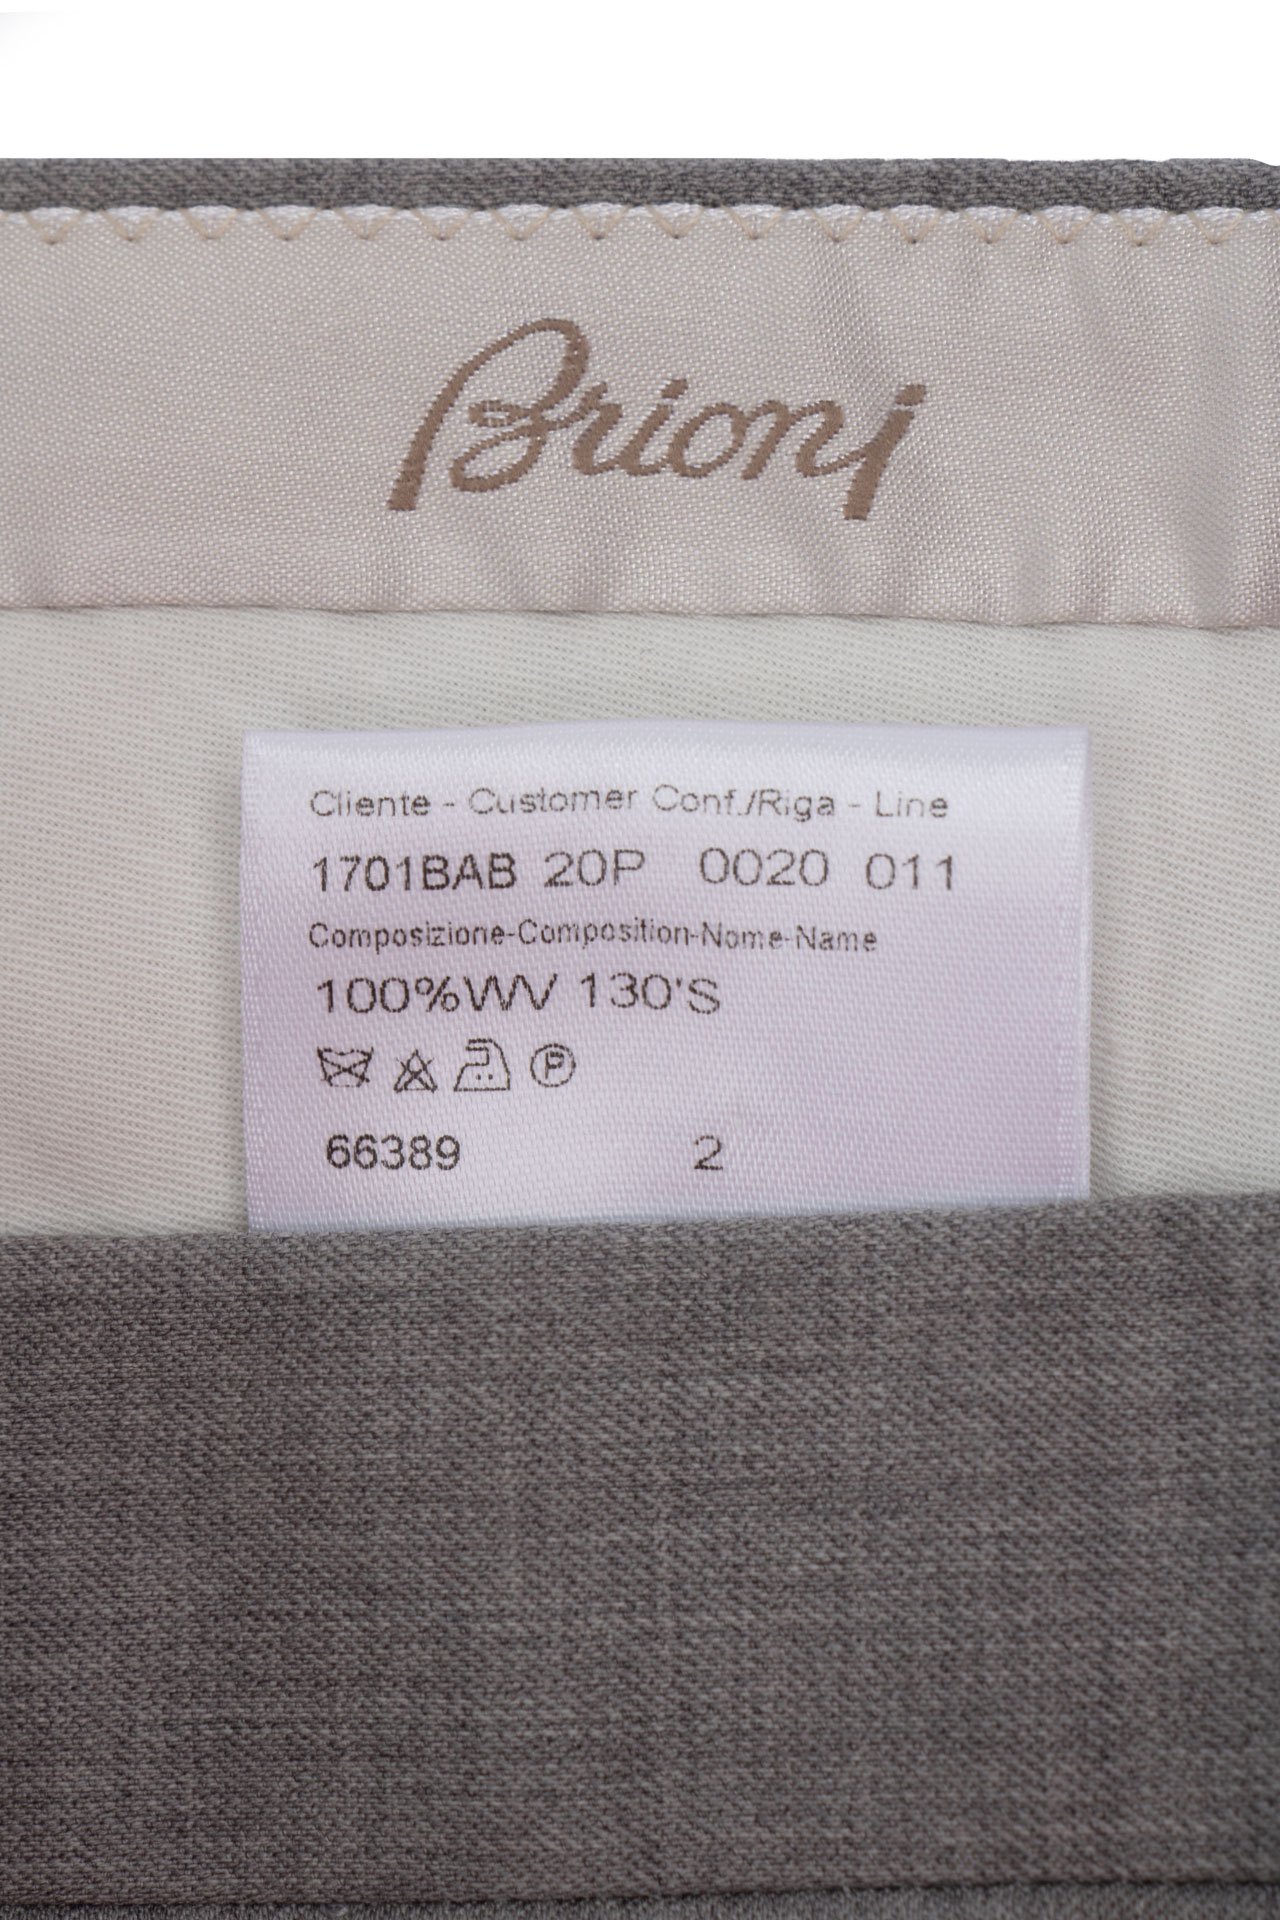 Brioni
Cliente - Customer Conf./Riga - Line
1701BAB 20P 0020 011
Composizione-Composition-Nome-Name
100%WV 130'S
P
66389 2